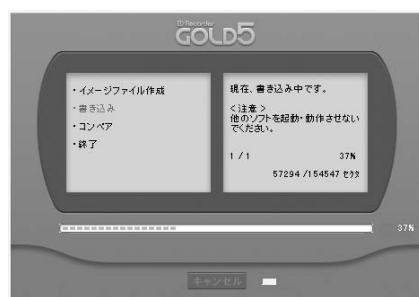 B's Recorder
GOLD5
・イメージファイル作成
・書き込み
・コンペア
・終了
現在、書き込み中です。
<注意>
他のソフトを起動・動作させない
でください。
1 / 1 37%
57294 /154547 セクタ
37%
キャンセル